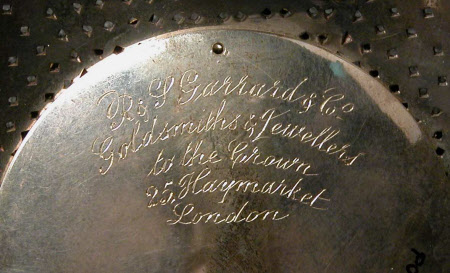 R & S Garrard & Co
Goldsmiths & Jewellers
to the Crown
25, Haymarket
London